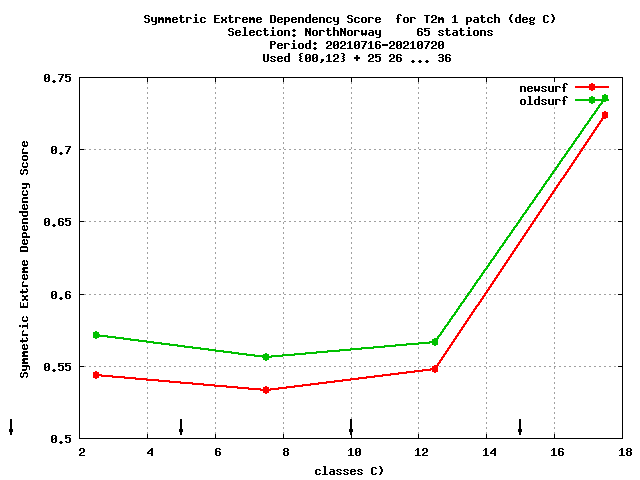 Symmetric Extreme Dependency Score  for T2m 1 patch (deg C)
Selection: NorthNorway     65 stations
Period: 20210716-20210720
Used {00,12} + 25 26 ... 36
newsurf
oldsurf
Symmetric Extreme Dependency Score
0.75
0.7
0.65
0.6
0.55
0.5
2 4 6 8 10 12 14 16 18
classes C)